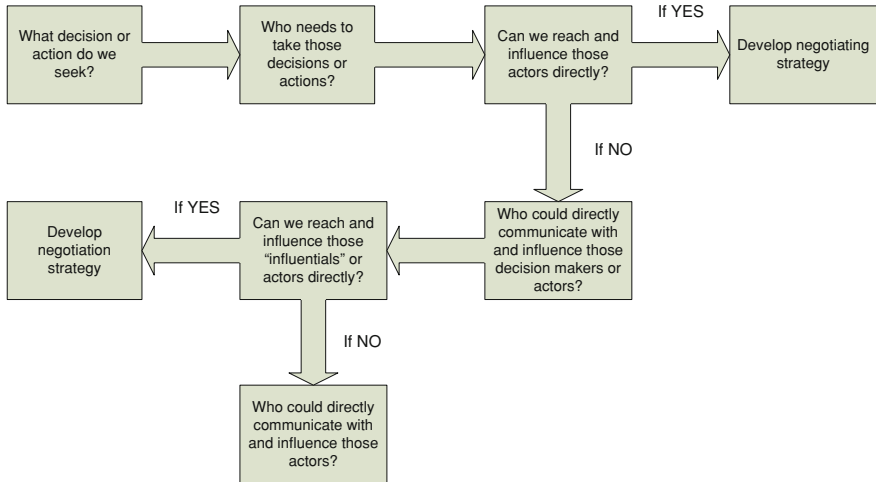 What decision or
action do we
seek?
Who needs to
take those
decisions or
actions?
Can we reach and
influence those
actors directly?
If YES
Develop negotiating
strategy
If NO
Who could directly
communicate with
and influence those
decision makers or
actors?
Can we reach and
influence those
“influentials” or
actors directly?
If YES
Develop
negotiation
strategy
If NO
Who could directly
communicate with
and influence those
actors?